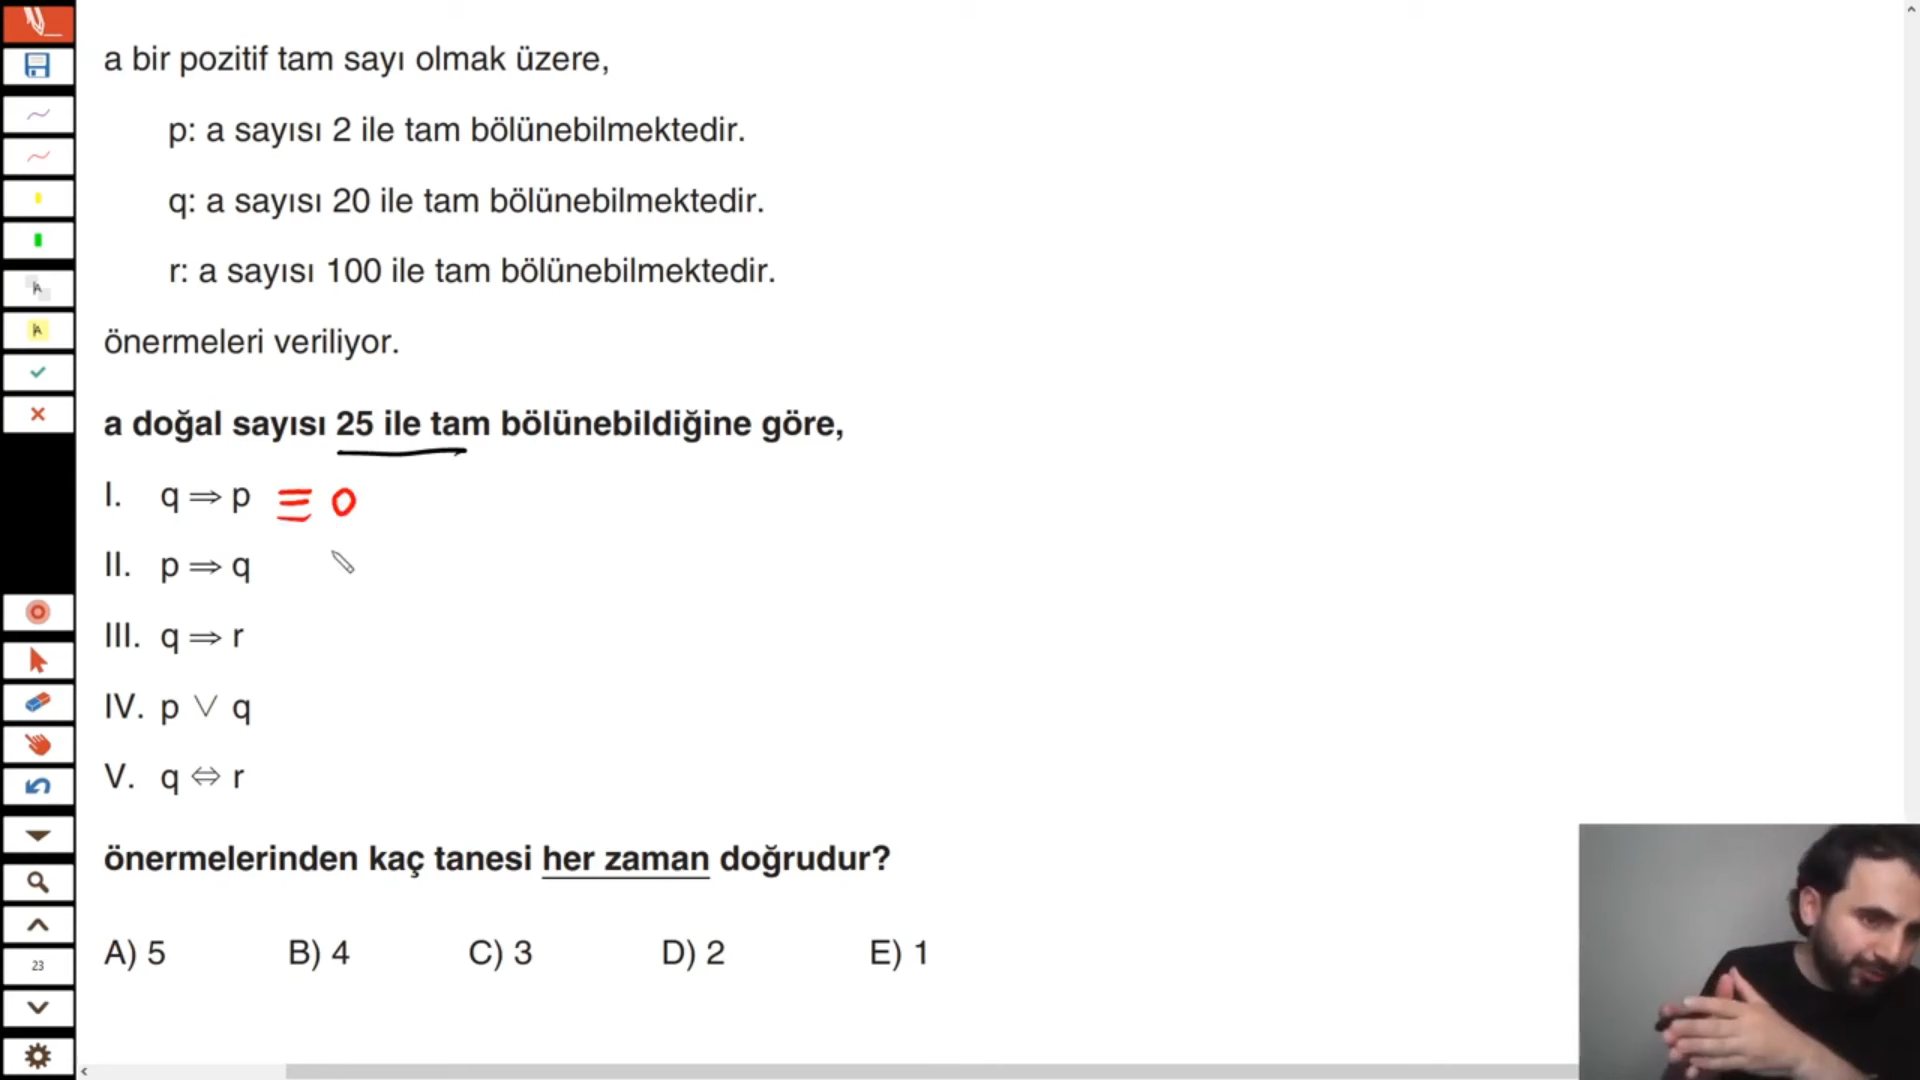 a bir pozitif tam sayı olmak üzere,
p: a sayısı 2 ile tam bölünebilmektedir.
q: a sayısı 20 ile tam bölünebilmektedir.
r: a sayısı 100 ile tam bölünebilmektedir.
önermeleri veriliyor.
a doğal sayısı 25 ile tam bölünebildiğine göre,
I. q ⇒ p ≡ 0
II. p ⇒ q
III. q ⇒ r
IV. p ∨ q
V. q ⇔ r
önermelerinden kaç tanesi her zaman doğrudur?
A) 5 B) 4 C) 3 D) 2 E) 1
23